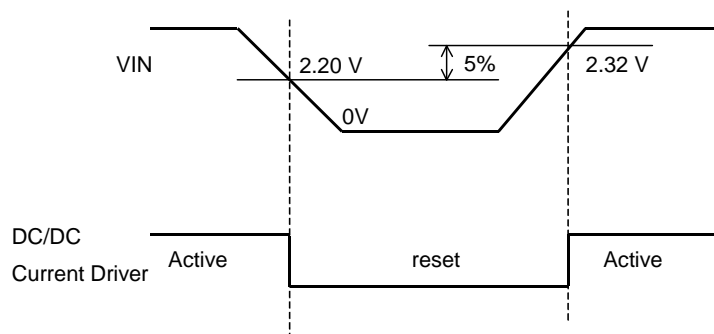 VIN
2.20 V
5%
2.32 V
0V
DC/DC
Current Driver
Active
reset
Active